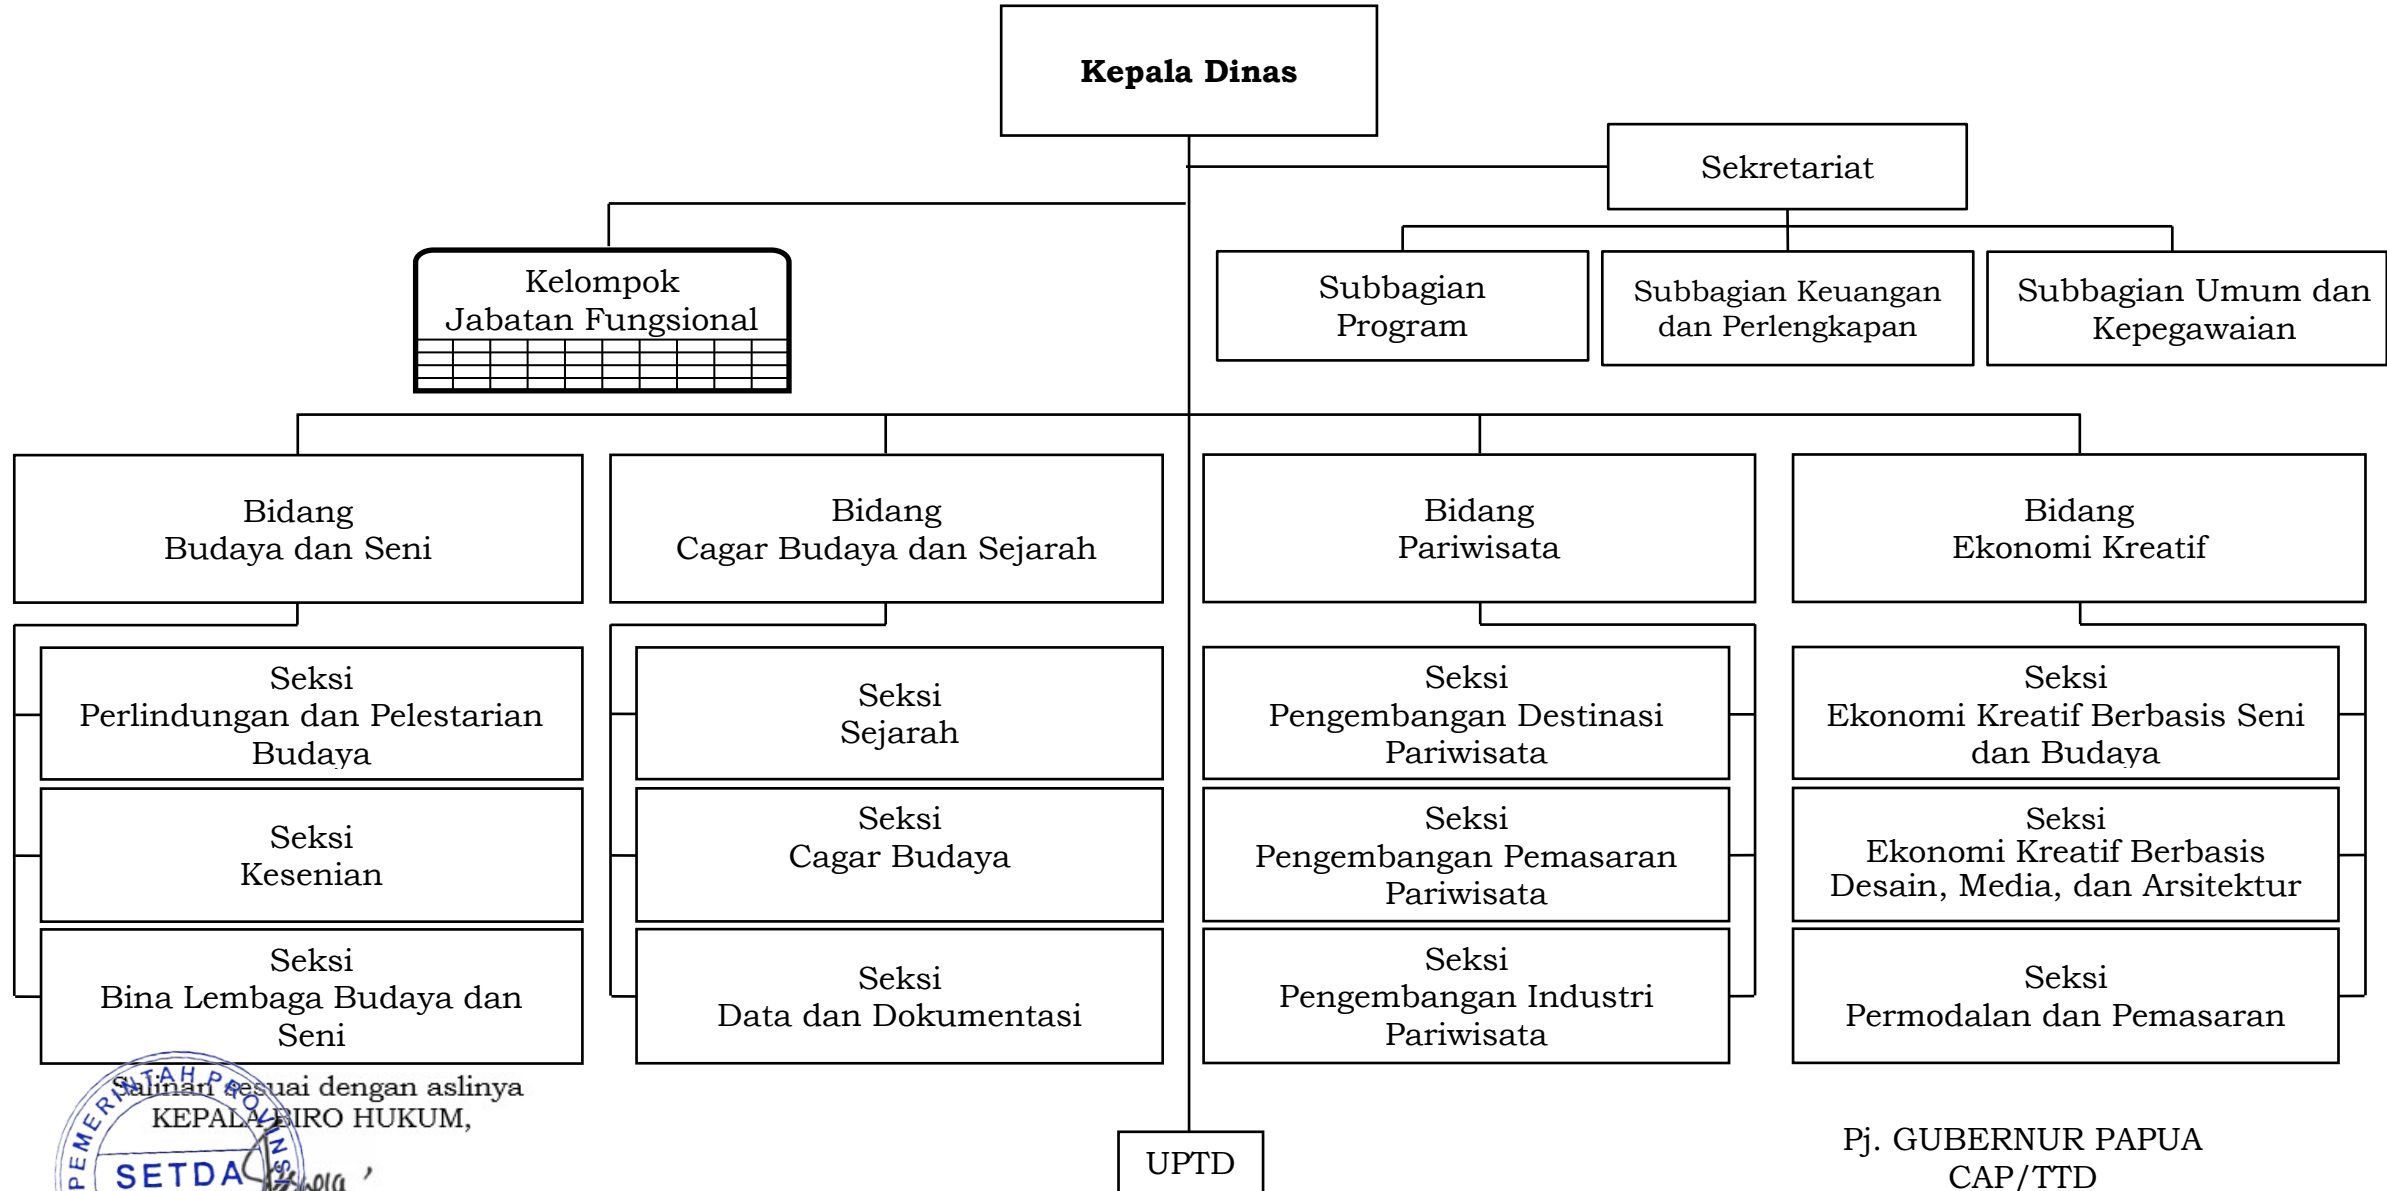 Kepala Dinas
Sekretariat
Kelompok
Jabatan Fungsional
Subbagian
Program
Subbagian Keuangan
dan Perlengkapan
Subbagian Umum dan
Kepegawaian
Bidang
Budaya dan Seni
Bidang
Cagar Budaya dan Sejarah
Bidang
Pariwisata
Bidang
Ekonomi Kreatif
Seksi
Perlindungan dan Pelestarian
Budaya
Seksi
Kesenian
Seksi
Bina Lembaga Budaya dan
Seni
Seksi
Sejarah
Seksi
Cagar Budaya
Seksi
Data dan Dokumentasi
Seksi
Pengembangan Destinasi
Pariwisata
Seksi
Pengembangan Pemasaran
Pariwisata
Seksi
Pengembangan Industri
Pariwisata
Seksi
Ekonomi Kreatif Berbasis Seni
dan Budaya
Seksi
Ekonomi Kreatif Berbasis
Desain, Media, dan Arsitektur
Seksi
Permodalan dan Pemasaran
Salinan sesuai dengan aslinya
KEPALA BIRO HUKUM,
PEMERINTAH PROVINSI
SETDA
UPTD
Pj. GUBERNUR PAPUA
CAP/TTD